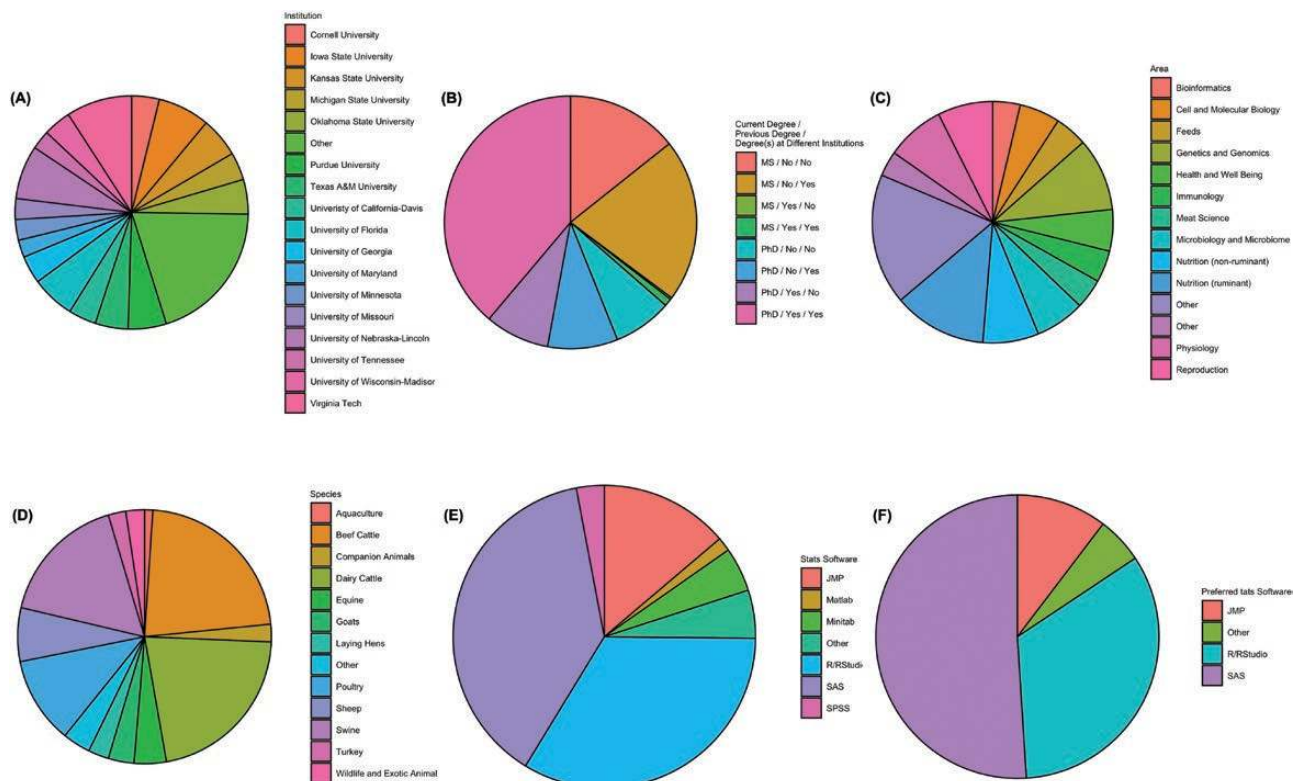 (A)
Institution
Cornell University
Iowa State University
Kansas State University
Michigan State University
Oklahoma State University
Other
Purdue University
Texas A&M University
Univeristy of California-Davis
University of Florida
University of Georgia
University of Maryland
University of Minnesota
University of Missouri
University of Nebraska-Lincoln
University of Tennessee
University of Wisconsin-Madisor
Virginia Tech
(B)
Current Degree /
Previous Degree /
Degree(s) at Different Institutions
MS / No / No
MS / No / Yes
MS / Yes / No
MS / Yes / Yes
PhD / No / No
PhD / No / Yes
PhD / Yes / No
PhD / Yes / Yes
(C)
Area
Bioinformatics
Cell and Molecular Biology
Feeds
Genetics and Genomics
Health and Well Being
Immunology
Meat Science
Microbiology and Microbiome
Nutrition (non-ruminant)
Nutrition (ruminant)
Other
Other
Physiology
Reproduction
(D)
Species
Aquaculture
Beef Cattle
Companion Animals
Dairy Cattle
Equine
Goats
Laying Hens
Other
Poultry
Sheep
Swine
Turkey
Wildlife and Exotic Animal
(E)
Stats Software
JMP
Matlab
Minitab
Other
R/RStudi
SAS
SPSS
(F)
Preferred tats Software
JMP
Other
R/RStudio
SAS